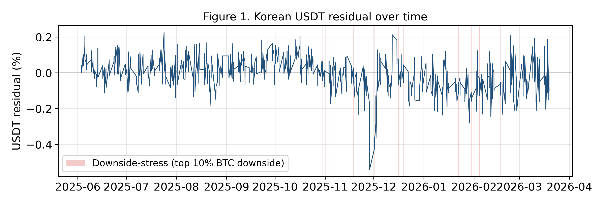 Figure 1. Korean USDT residual over time
USDT residual (%)
0.2
0.0
−0.2
−0.4
Downside-stress (top 10% BTC downside)
2025-06 2025-07 2025-08 2025-09 2025-10 2025-11 2025-12 2026-01 2026-02 2026-03 2026-04